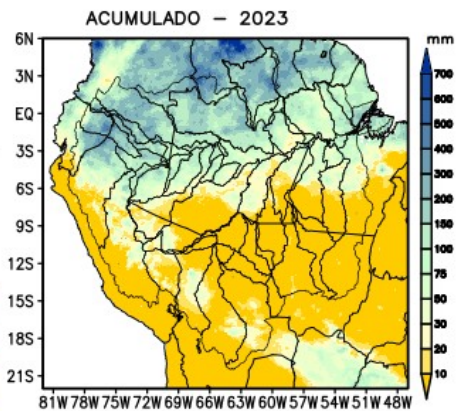 ACUMULADO – 2023
mm
6N
3N
EQ
3S
6S
9S
12S
15S
18S
21S
81W 78W 75W 72W 69W 66W 63W 60W 57W 54W 51W 48W
700
600
500
400
300
200
150
100
75
50
30
20
10